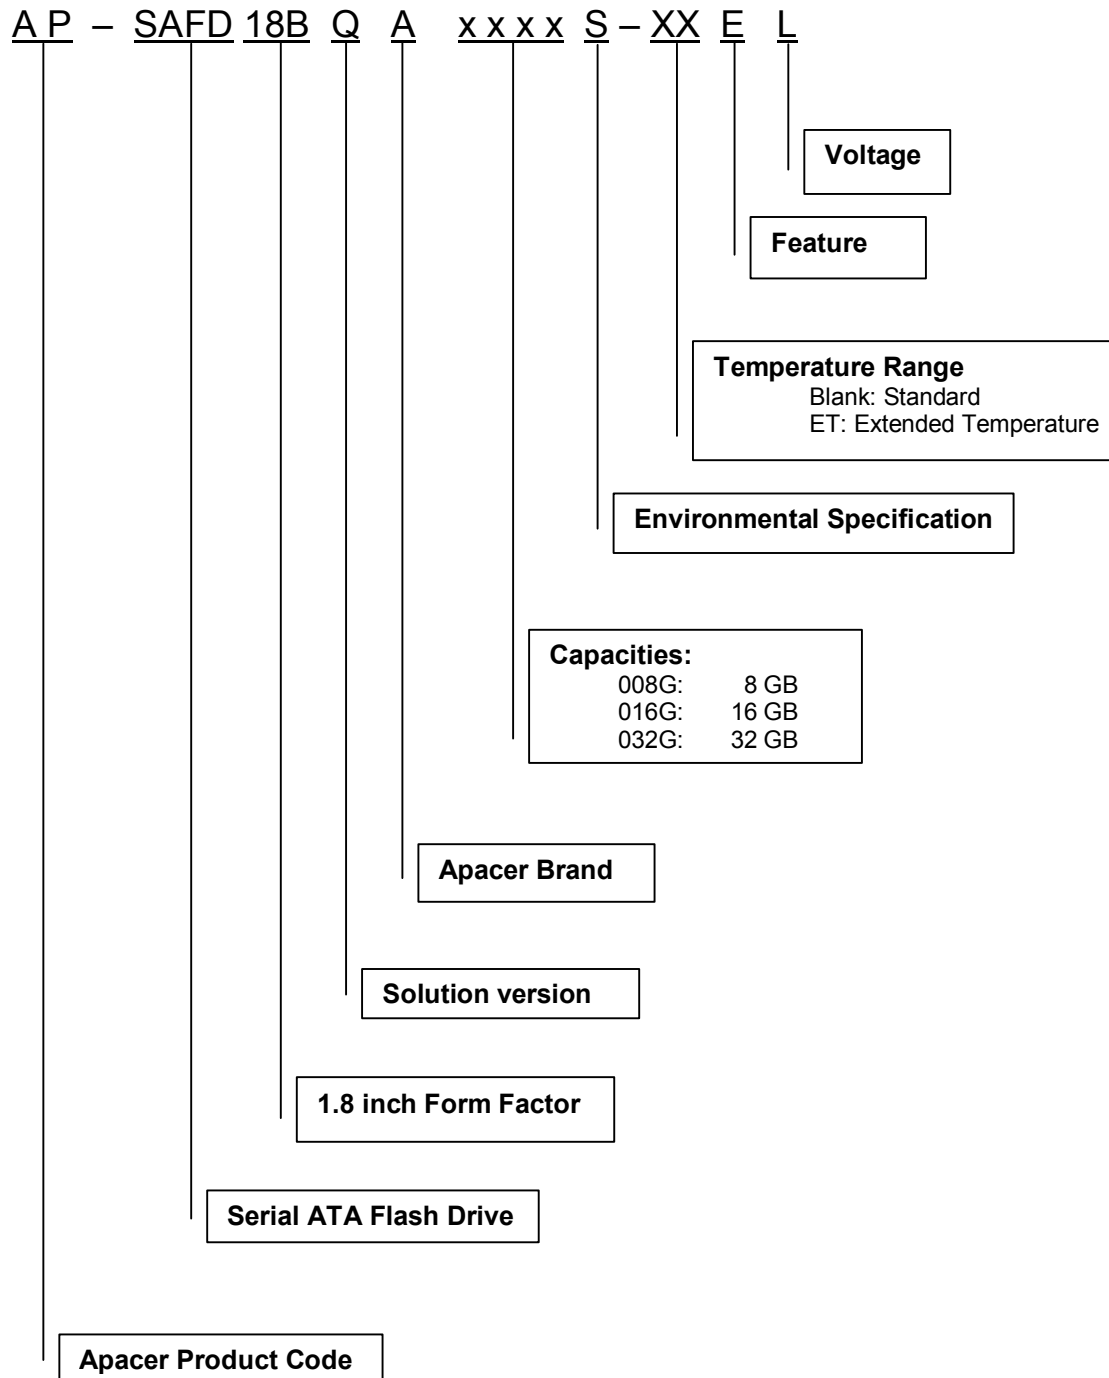 A P – SAFD 18B Q A x x x x S – XX E L
Voltage
Feature
Temperature Range
Blank: Standard
ET: Extended Temperature
Environmental Specification
Capacities:
008G: 8 GB
016G: 16 GB
032G: 32 GB
Apacer Brand
Solution version
1.8 inch Form Factor
Serial ATA Flash Drive
Apacer Product Code